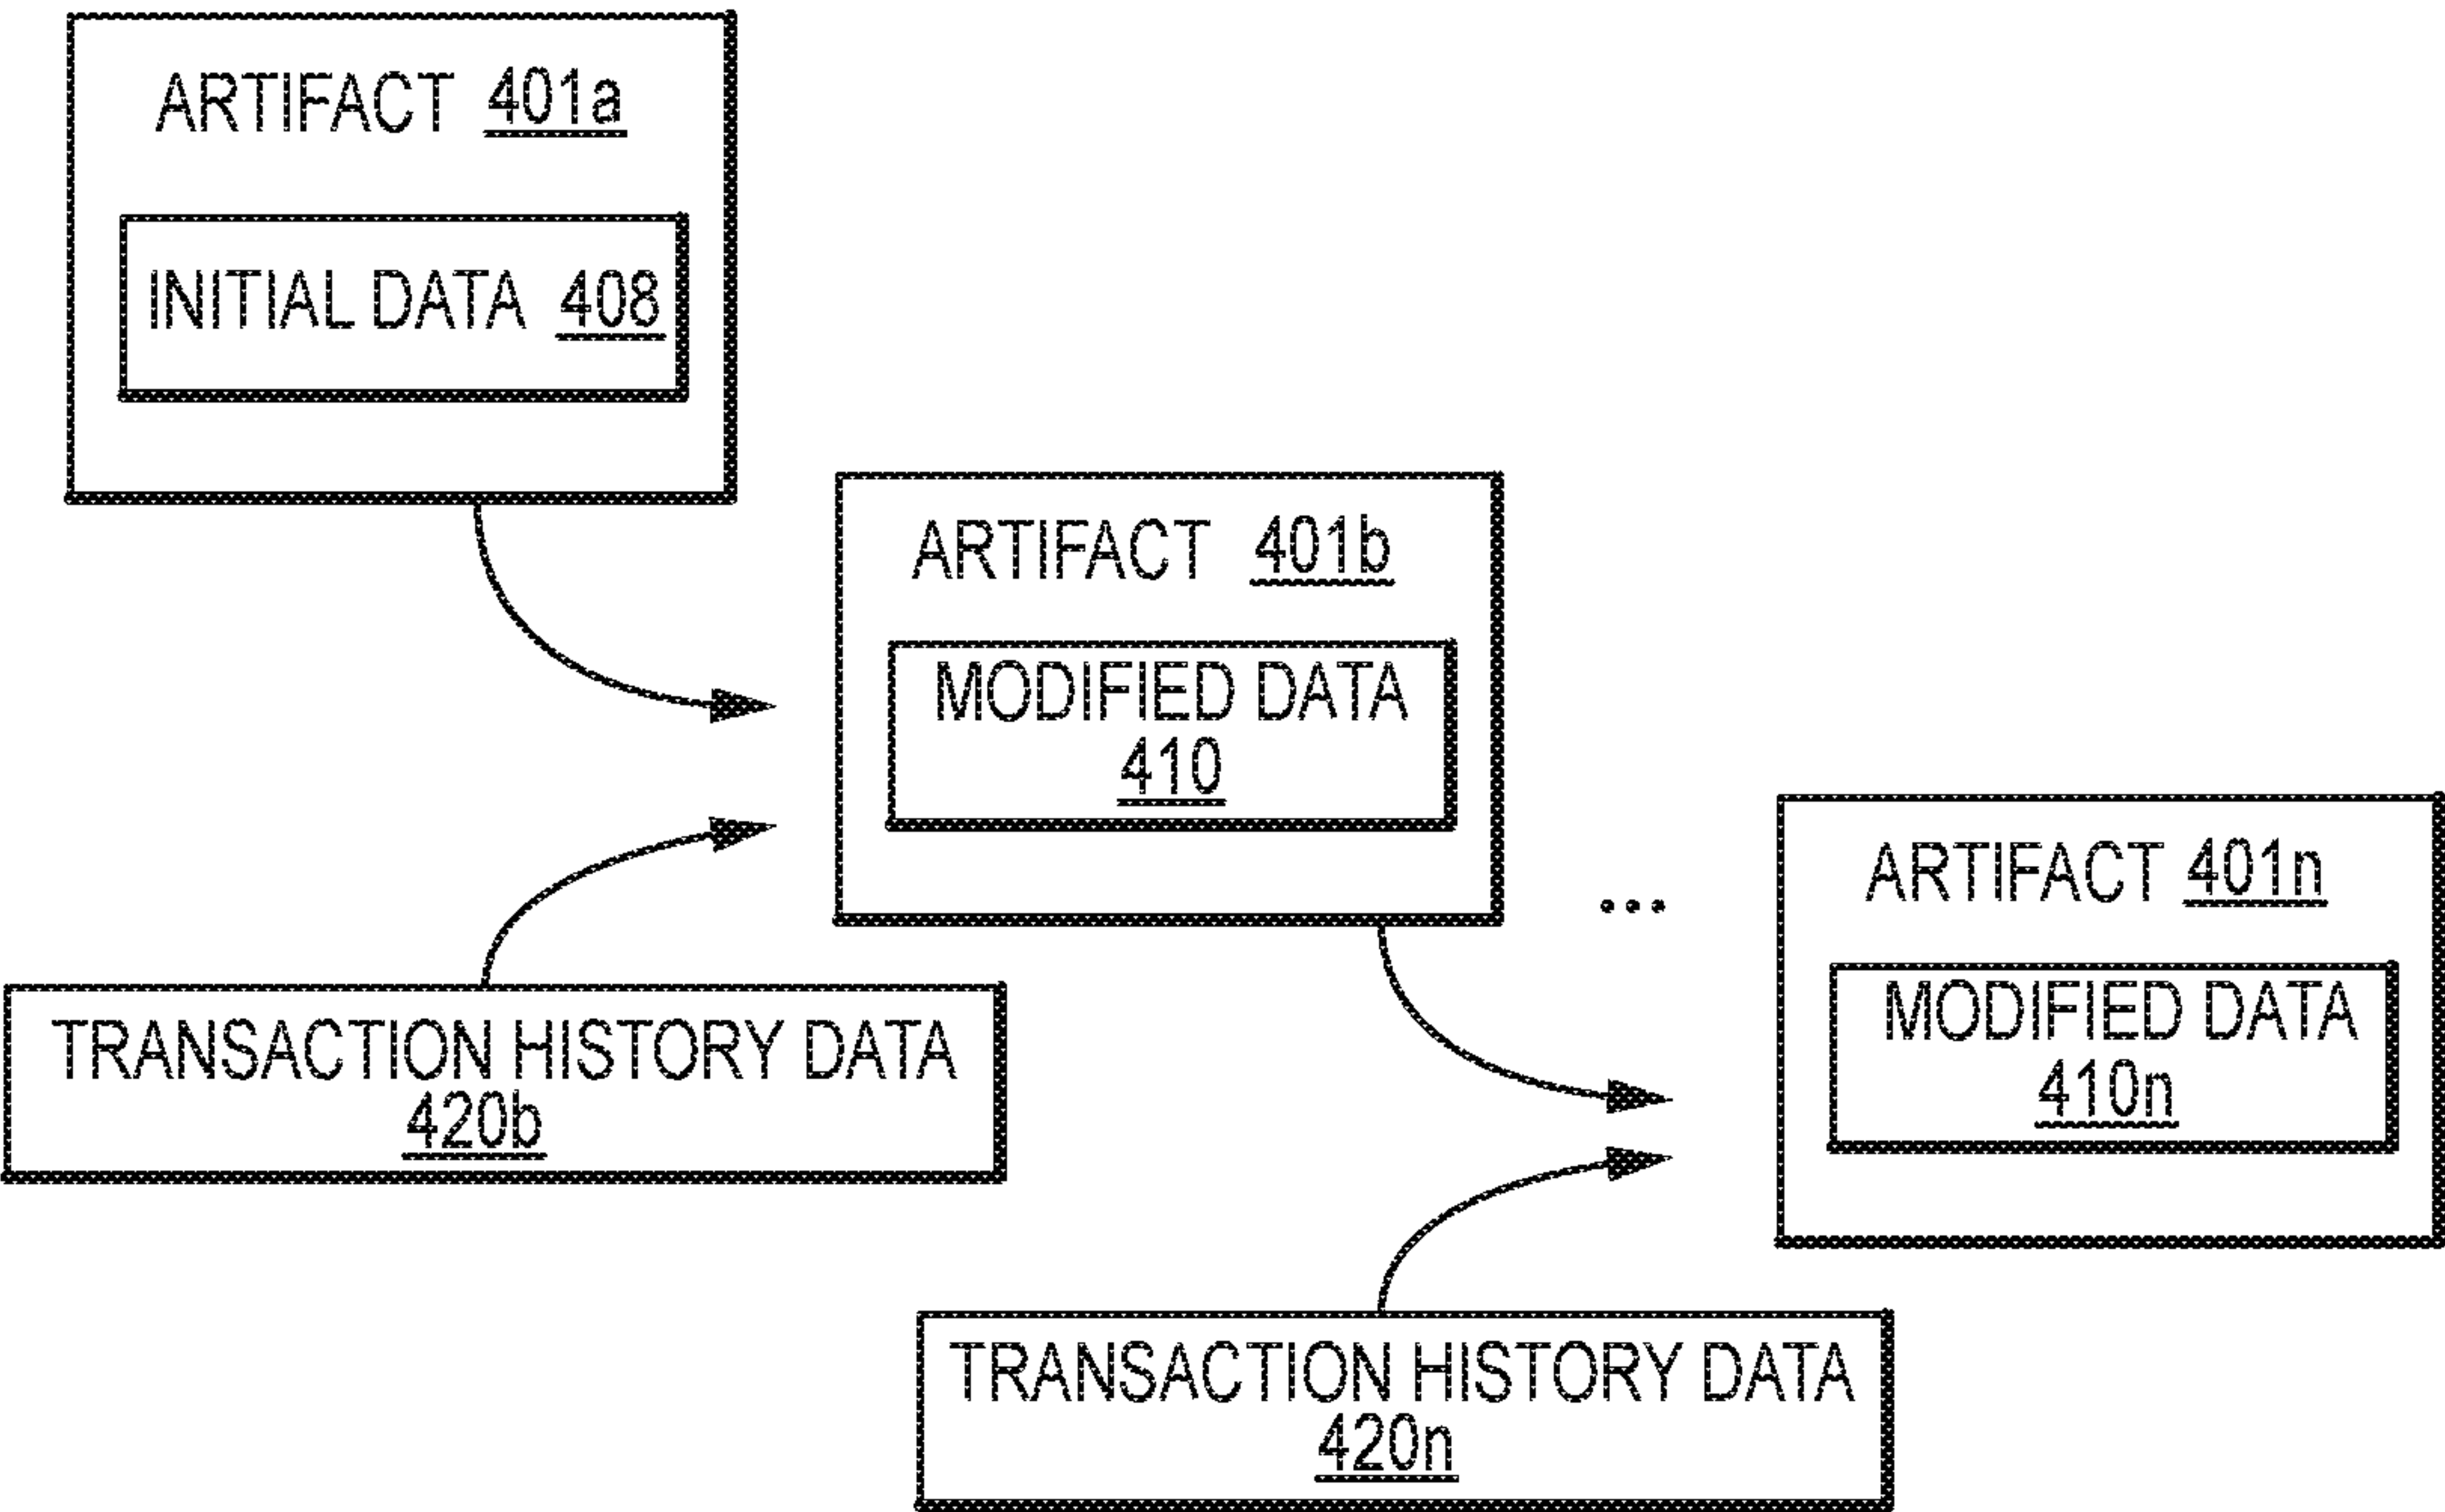 ARTIFACT 401a
INITIAL DATA 408
ARTIFACT 401b
MODIFIED DATA
410
...
ARTIFACT 401n
MODIFIED DATA
410n
TRANSACTION HISTORY DATA
420b
TRANSACTION HISTORY DATA
420n